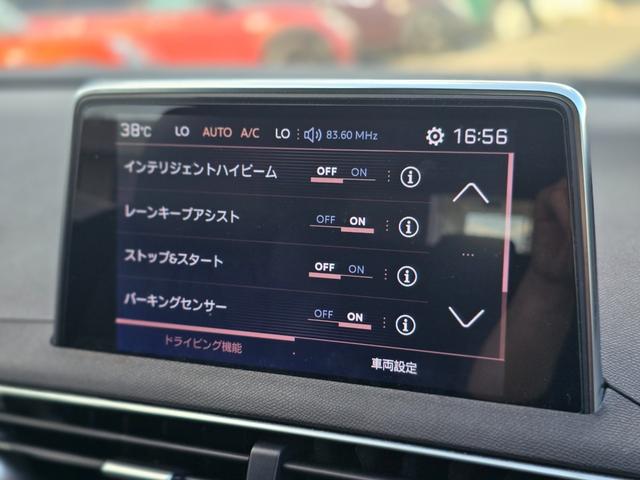 38℃ LO AUTO A/C LO 83.60 MHz 16:56
インテリジェントハイビーム OFF ON
レーンキープアシスト OFF ON
ストップ&スタート OFF ON
パーキングセンサー OFF ON
ドライビング機能 車両設定